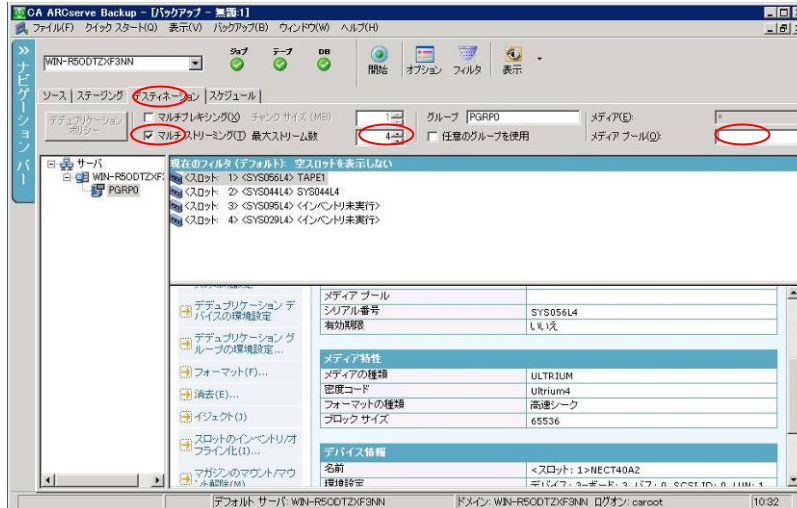 CA ARCserve Backup - [バックアップ - 無題:1]
ファイル(F) クイック スタート(Q) 表示(V) バックアップ(B) ウィンドウ(W) ヘルプ(H)
ナビゲーション バー
WIN-R5ODTZXF3NN
ジョブ テープ DB
開始 オプション フィルタ 表示
ソース ステージング デスティネーション スケジュール
デデュプリケーション ポリシー
マルチプレキシング(X) チャンク サイズ (MB) 1 グループ PGRP0 メディア(E): *
マルチストリーミング(T) 最大ストリーム数 4 任意のグループを使用 メディア プール(O):
サーバ
WIN-R5ODTZXF
PGRP0
現在のフィルタ (デフォルト): 空スロットを表示しない
<スロット: 1> <SYS056L4> TAPE1
<スロット: 2> <SYS044L4> SYS044L4
<スロット: 3> <SYS095L4> <インベントリ未実行>
<スロット: 4> <SYS029L4> <インベントリ未実行>
デデュプリケーション デバイスの環境設定
デデュプリケーション グループの環境設定...
フォーマット(F)...
消去(E)...
イジェクト(J)
スロットのインベントリ/オフライン化(I)...
マガジンのマウント/マウント解除(M)
メディア プール
シリアル番号 SYS056L4
有効期限 いいえ
メディア特性
メディアの種類 ULTRIUM
密度コード Ultrium4
フォーマットの種類 高速シーク
ブロック サイズ 65536
デバイス情報
名前 <スロット: 1>NECT40A2
環境設定 デバイス: 3-ボード: 3, バス: 0, SCSI ID: 0, LUN: 1
デフォルト サーバ: WIN-R5ODTZXF3NN ドメイン: WIN-R5ODTZXF3NN ログオン: caroot 10:32